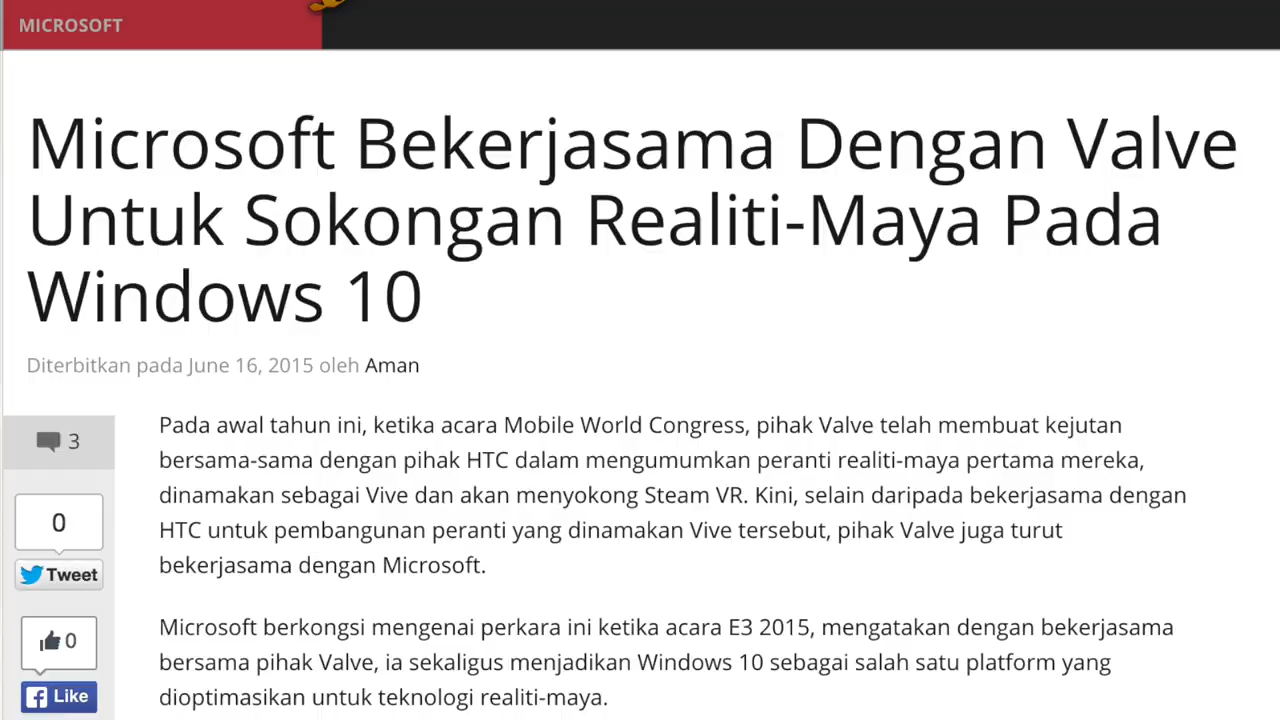 MICROSOFT
Microsoft Bekerjasama Dengan Valve
Untuk Sokongan Realiti-Maya Pada
Windows 10
Diterbitkan pada June 16, 2015 oleh Aman
3
Pada awal tahun ini, ketika acara Mobile World Congress, pihak Valve telah membuat kejutan
bersama-sama dengan pihak HTC dalam mengumumkan peranti realiti-maya pertama mereka,
dinamakan sebagai Vive dan akan menyokong Steam VR. Kini, selain daripada bekerjasama dengan
HTC untuk pembangunan peranti yang dinamakan Vive tersebut, pihak Valve juga turut
bekerjasama dengan Microsoft.
0
Tweet
Microsoft berkongsi mengenai perkara ini ketika acara E3 2015, mengatakan dengan bekerjasama
bersama pihak Valve, ia sekaligus menjadikan Windows 10 sebagai salah satu platform yang
dioptimasikan untuk teknologi realiti-maya.
0
Like